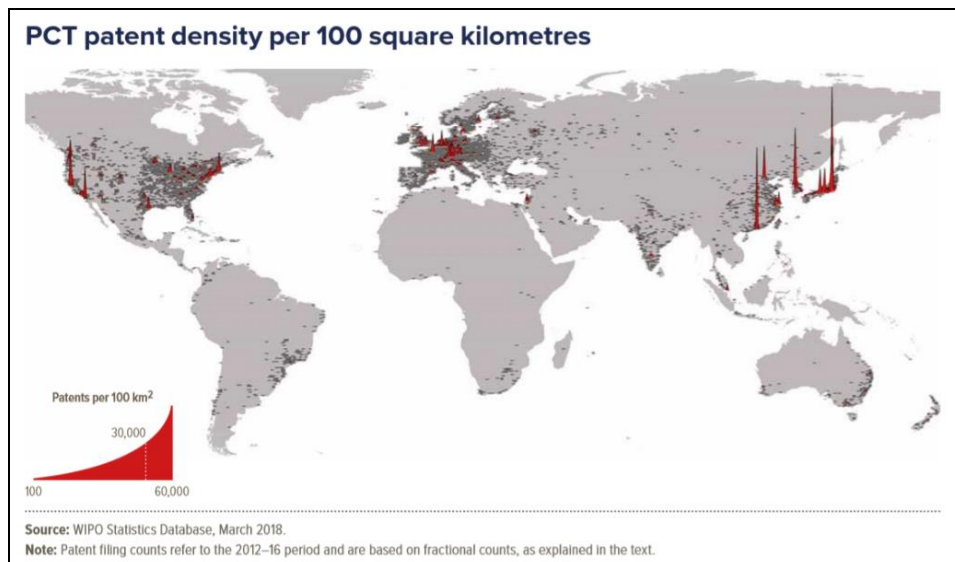 PCT patent density per 100 square kilometres
Patents per 100 km²
30,000
100
60,000
Source: WIPO Statistics Database, March 2018.
Note: Patent filing counts refer to the 2012–16 period and are based on fractional counts, as explained in the text.